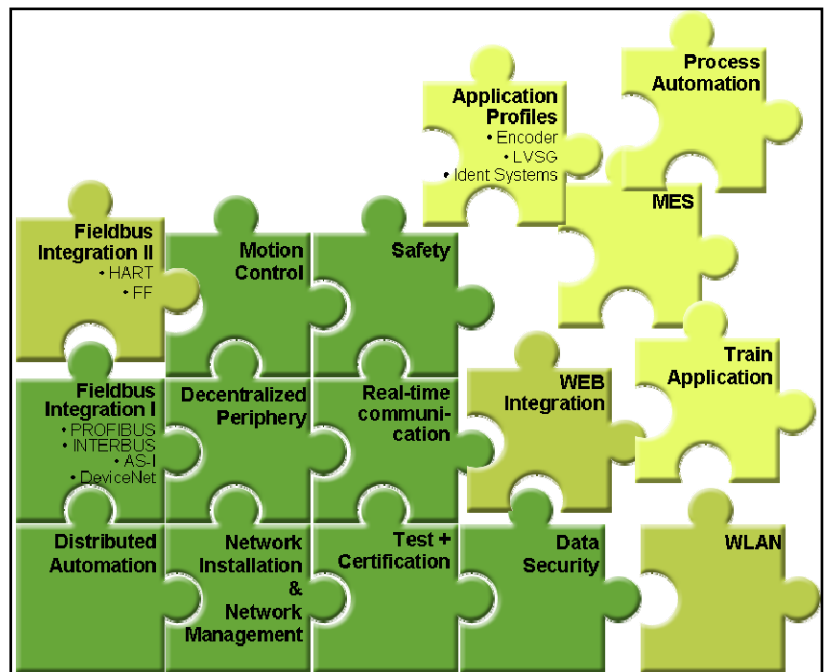 Process
Automation
Application
Profiles
• Encoder
• LVSG
• Ident Systems
MES
Fieldbus
Integration II
• HART
• FF
Motion
Control
Safety
Train
Application
WEB
Integration
Fieldbus
Integration I
• PROFIBUS
• INTERBUS
• AS-I
• DeviceNet
Decentralized
Periphery
Real-time
communi-
cation
Distributed
Automation
Network
Installation
&
Network
Management
Test +
Certification
Data
Security
WLAN